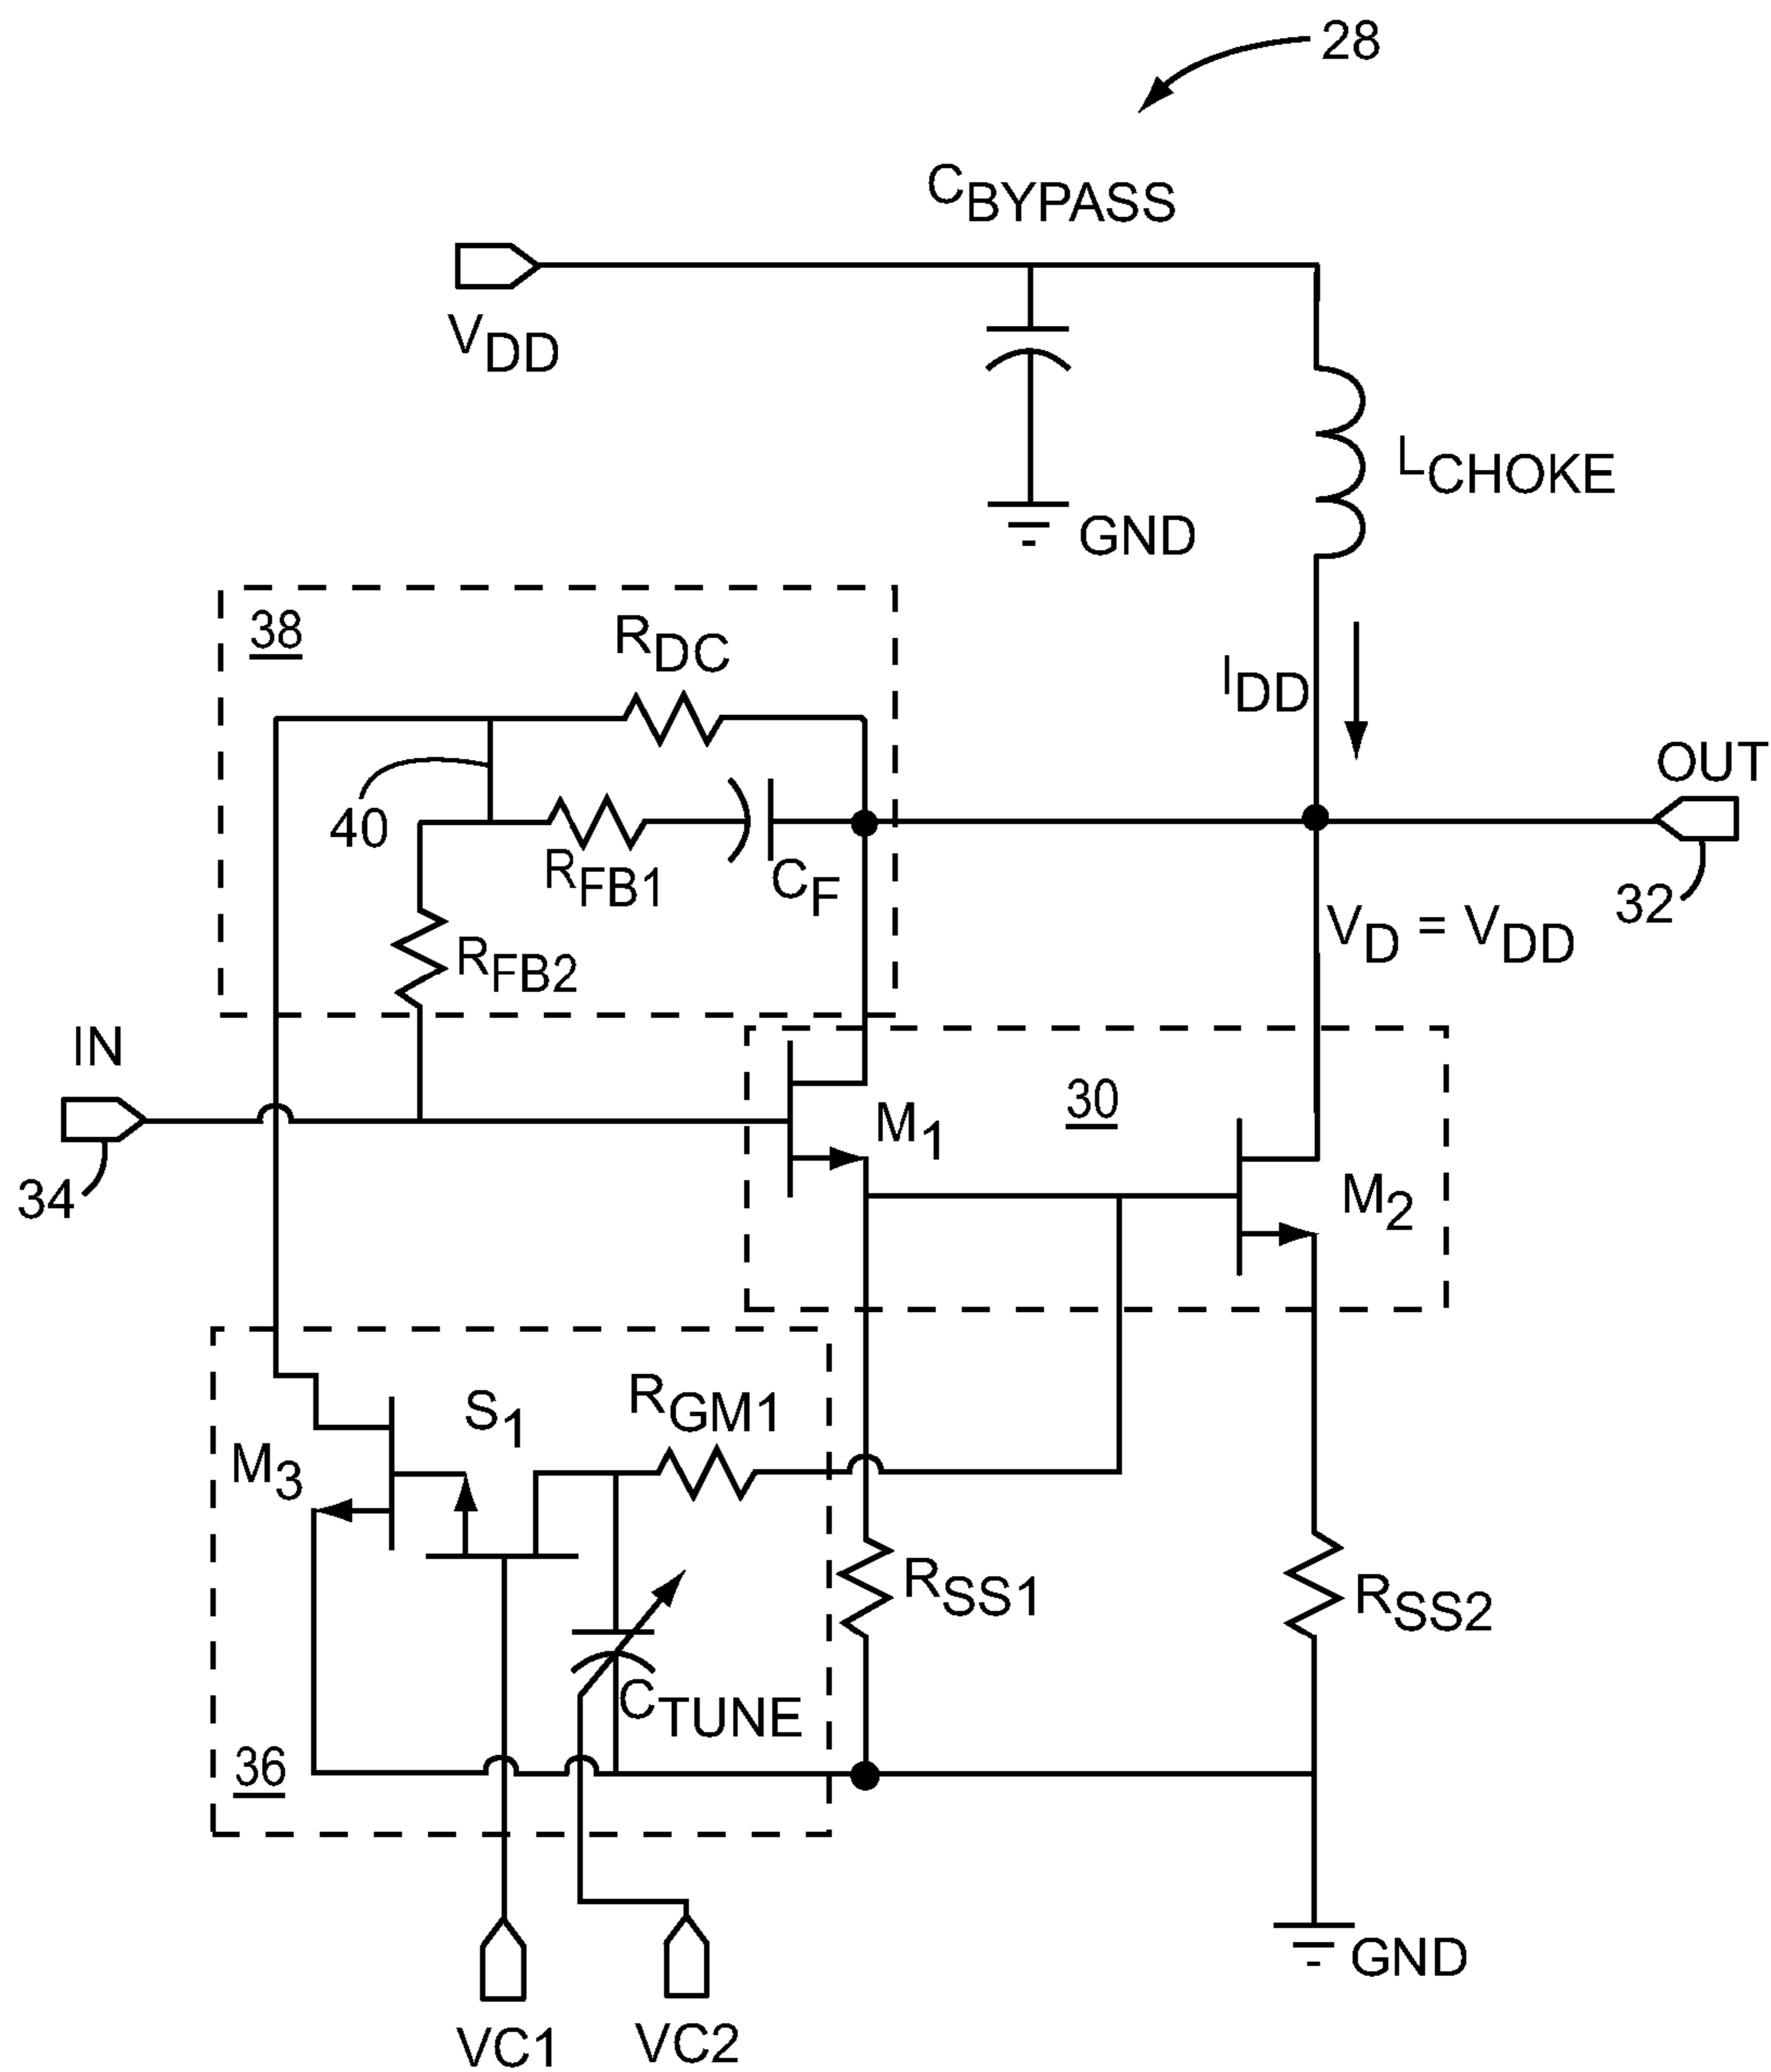 28
CBYPASS
VDD
LCHOKE
GND
38
RDC
IDD
OUT
40
RFB1
CF
32
VD = VDD
RFB2
IN
30
M1
34
M2
RGM1
S1
M3
RSS1
RSS2
CTUNE
36
GND
VC1
VC2